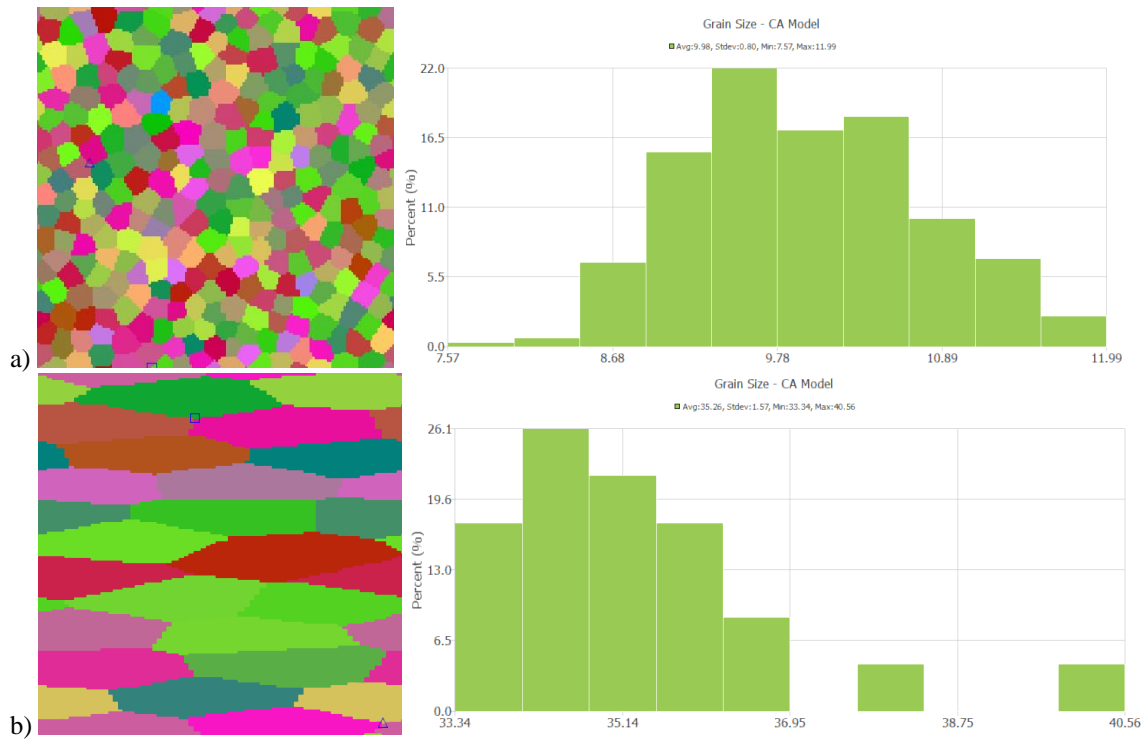 Grain Size - CA Model
Avg:9.98, Stdev:0.80, Min:7.57, Max:11.99
22.0
16.5
11.0
5.5
0.0
Percent (%)
7.57 8.68 9.78 10.89 11.99
a)
Grain Size - CA Model
Avg:35.26, Stdev:1.57, Min:33.34, Max:40.56
26.1
19.6
13.0
6.5
0.0
Percent (%)
33.34 35.14 36.95 38.75 40.56
b)